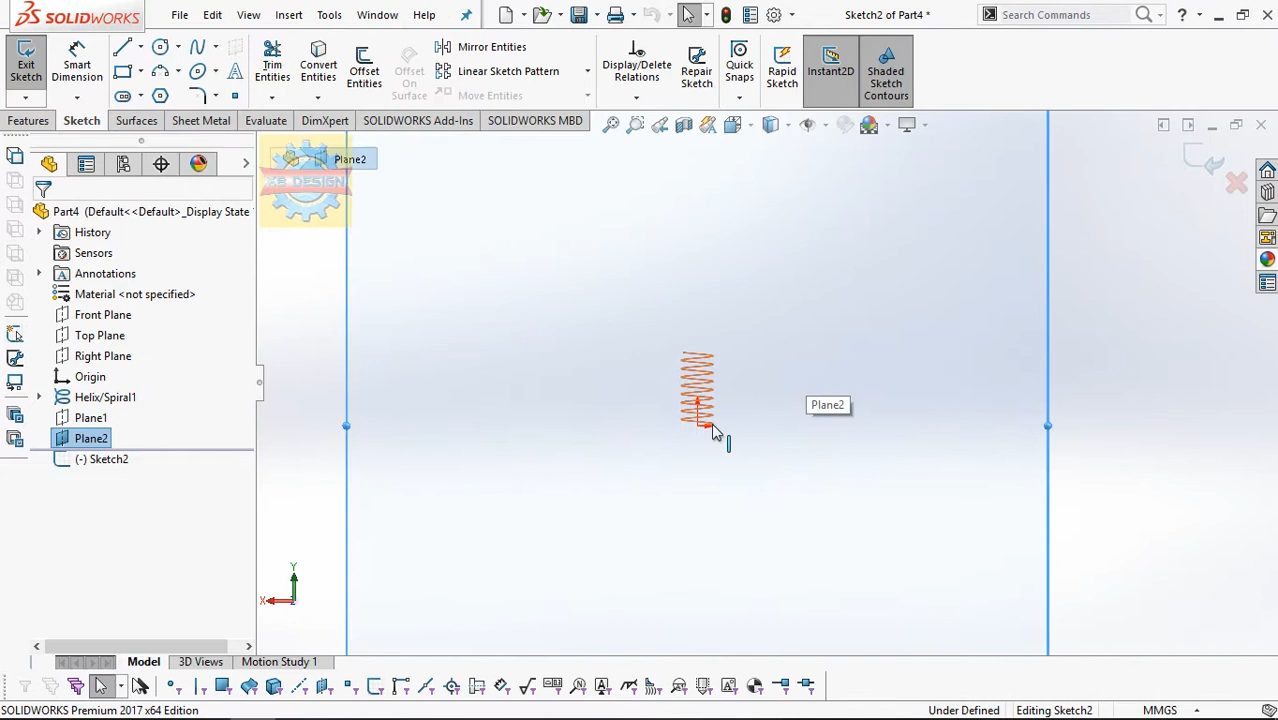 SOLIDWORKS
File
Edit
View
Insert
Tools
Window
Help
Sketch2 of Part4 *
Search Commands
?
Exit
Sketch
Smart
Dimension
Trim
Entities
Convert
Entities
Offset
Entities
Offset
On
Surface
Mirror Entities
Linear Sketch Pattern
Move Entities
Display/Delete
Relations
Repair
Sketch
Quick
Snaps
Rapid
Sketch
Instant2D
Shaded
Sketch
Contours
Features
Sketch
Surfaces
Sheet Metal
Evaluate
DimXpert
SOLIDWORKS Add-Ins
SOLIDWORKS MBD
Plane2
KB DESIGN
Part4 (Default<<Default>_Display State
History
Sensors
Annotations
Material <not specified>
Front Plane
Top Plane
Right Plane
Origin
Helix/Spiral1
Plane1
Plane2
(-) Sketch2
Plane2
Y
X
Model
3D Views
Motion Study 1
SOLIDWORKS Premium 2017 x64 Edition
Under Defined
Editing Sketch2
MMGS